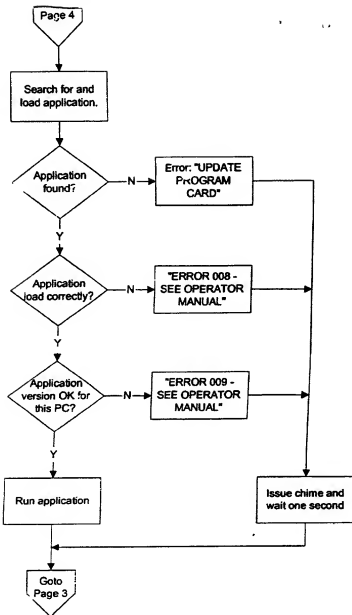 Page 4
Search for and
load application.
Application
found?
N
Error: "UPDATE
PROGRAM
CARD"
Y
Application
load correctly?
N
"ERROR 008 -
SEE OPERATOR
MANUAL"
Y
Application
version OK for
this PC?
N
"ERROR 009 -
SEE OPERATOR
MANUAL"
Y
Run application
Issue chime and
wait one second
Goto
Page 3